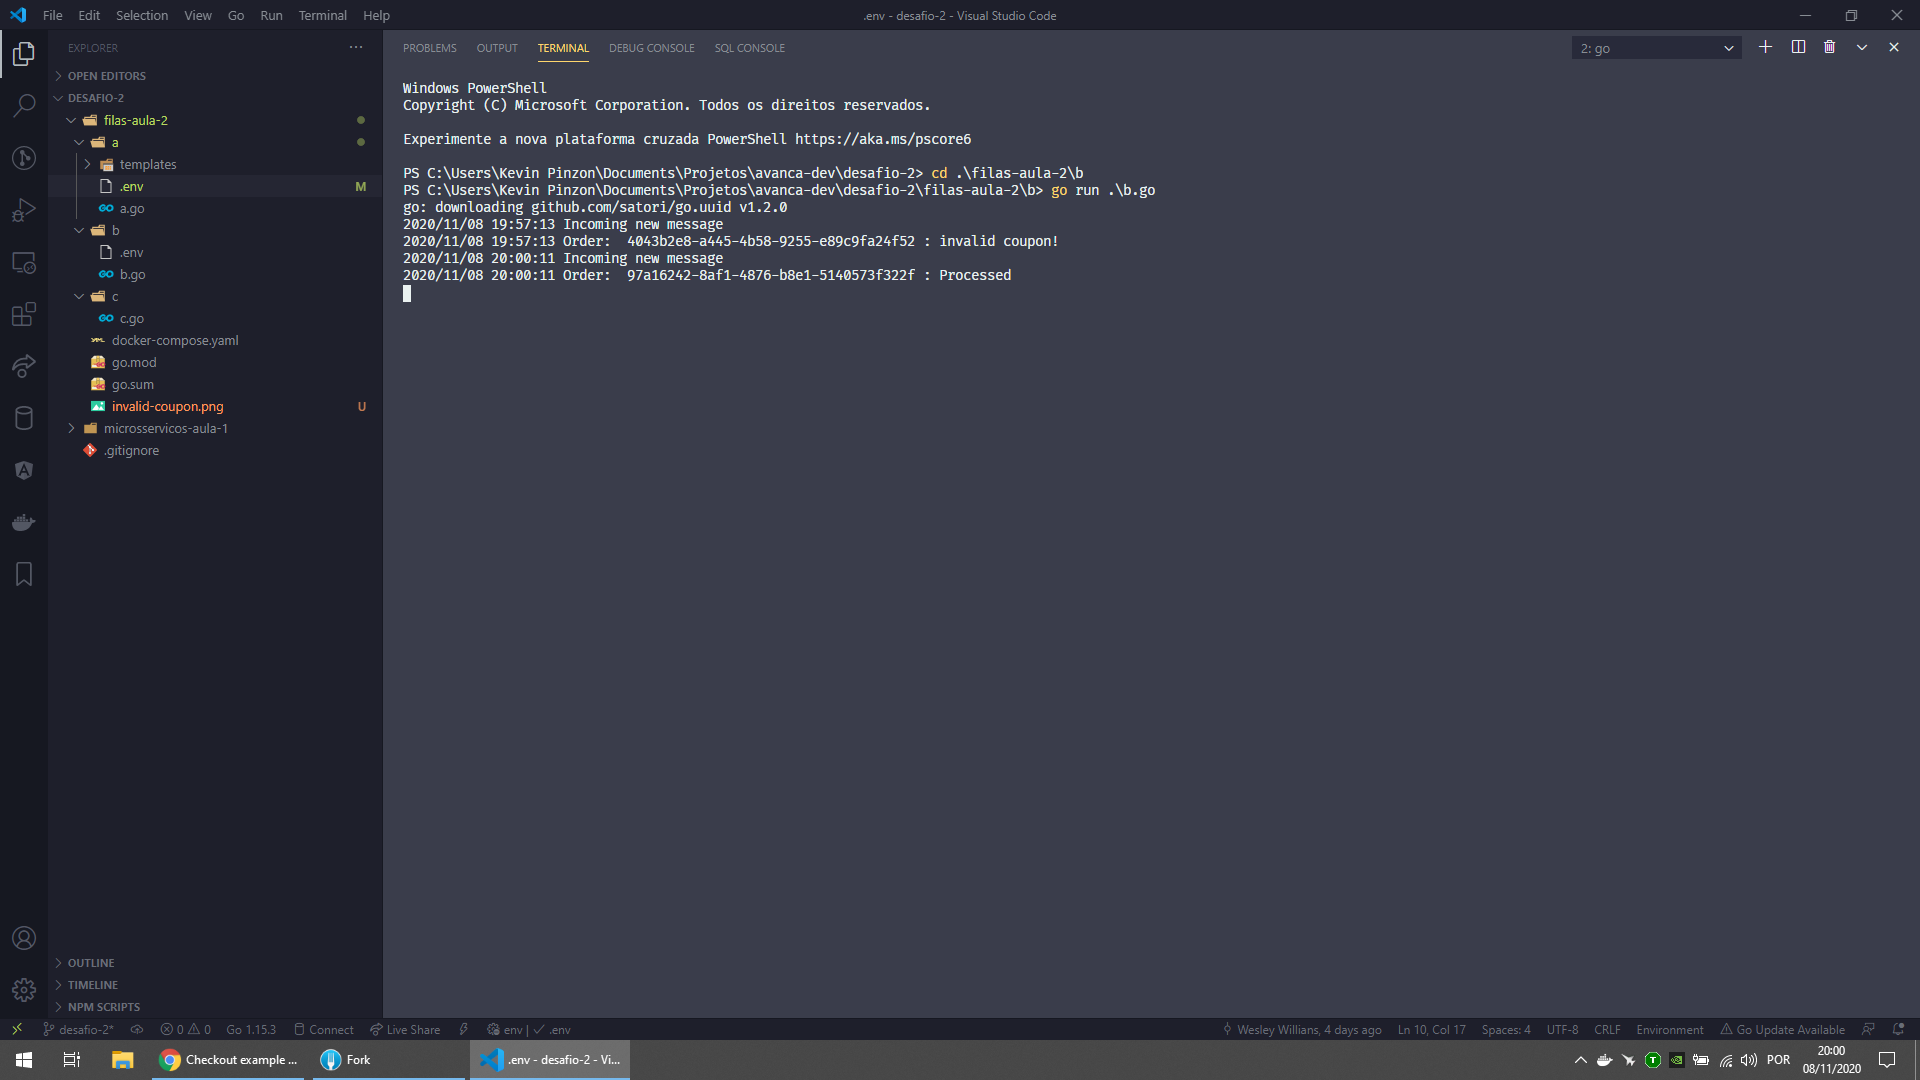 File Edit Selection View Go Run Terminal Help
.env - desafio-2 - Visual Studio Code
EXPLORER
OPEN EDITORS
DESAFIO-2
filas-aula-2
a
templates
.env M
a.go
b
.env
b.go
c
c.go
docker-compose.yaml
go.mod
go.sum
invalid-coupon.png U
microsservicos-aula-1
.gitignore
OUTLINE
TIMELINE
NPM SCRIPTS
PROBLEMS OUTPUT TERMINAL DEBUG CONSOLE SQL CONSOLE
2: go
Windows PowerShell
Copyright (C) Microsoft Corporation. Todos os direitos reservados.
Experimente a nova plataforma cruzada PowerShell https://aka.ms/pscore6
PS C:\Users\Kevin Pinzon\Documents\Projetos\avanca-dev\desafio-2> cd .\filas-aula-2\b
PS C:\Users\Kevin Pinzon\Documents\Projetos\avanca-dev\desafio-2\filas-aula-2\b> go run .\b.go
go: downloading github.com/satori/go.uuid v1.2.0
2020/11/08 19:57:13 Incoming new message
2020/11/08 19:57:13 Order:  4043b2e8-a445-4b58-9255-e89c9fa24f52 : invalid coupon!
2020/11/08 20:00:11 Incoming new message
2020/11/08 20:00:11 Order:  97a16242-8af1-4876-b8e1-5140573f322f : Processed
desafio-2* 0 0 Go 1.15.3 Connect Live Share env | .env
Wesley Willians, 4 days ago Ln 10, Col 17 Spaces: 4 UTF-8 CRLF Environment Go Update Available
Checkout example ... Fork .env - desafio-2 - Vi...
POR 20:00
08/11/2020